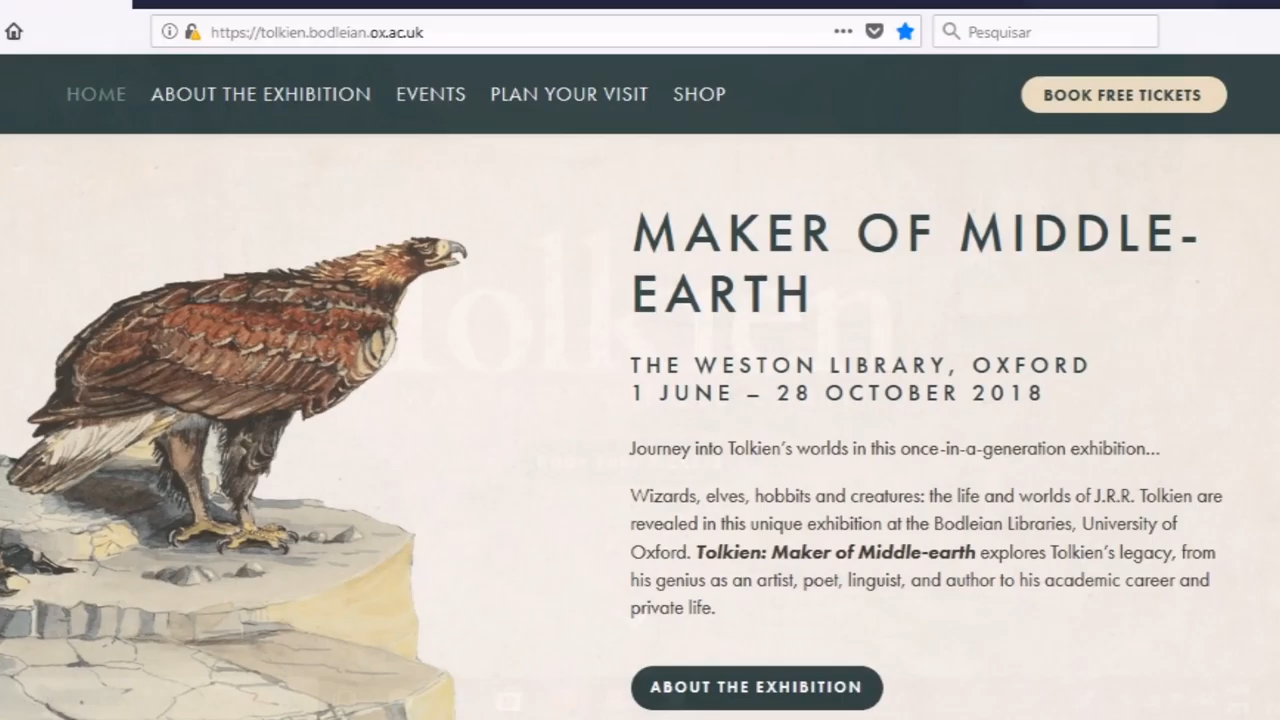 https://tolkien.bodleian.ox.ac.uk
Pesquisar
HOME ABOUT THE EXHIBITION EVENTS PLAN YOUR VISIT SHOP
BOOK FREE TICKETS
Tolkien
MAKER OF MIDDLE-
EARTH
THE WESTON LIBRARY, OXFORD
1 JUNE – 28 OCTOBER 2018
Journey into Tolkien's worlds in this once-in-a-generation exhibition...
Wizards, elves, hobbits and creatures: the life and worlds of J.R.R. Tolkien are
revealed in this unique exhibition at the Bodleian Libraries, University of
Oxford. Tolkien: Maker of Middle-earth explores Tolkien's legacy, from
his genius as an artist, poet, linguist, and author to his academic career and
private life.
ABOUT THE EXHIBITION